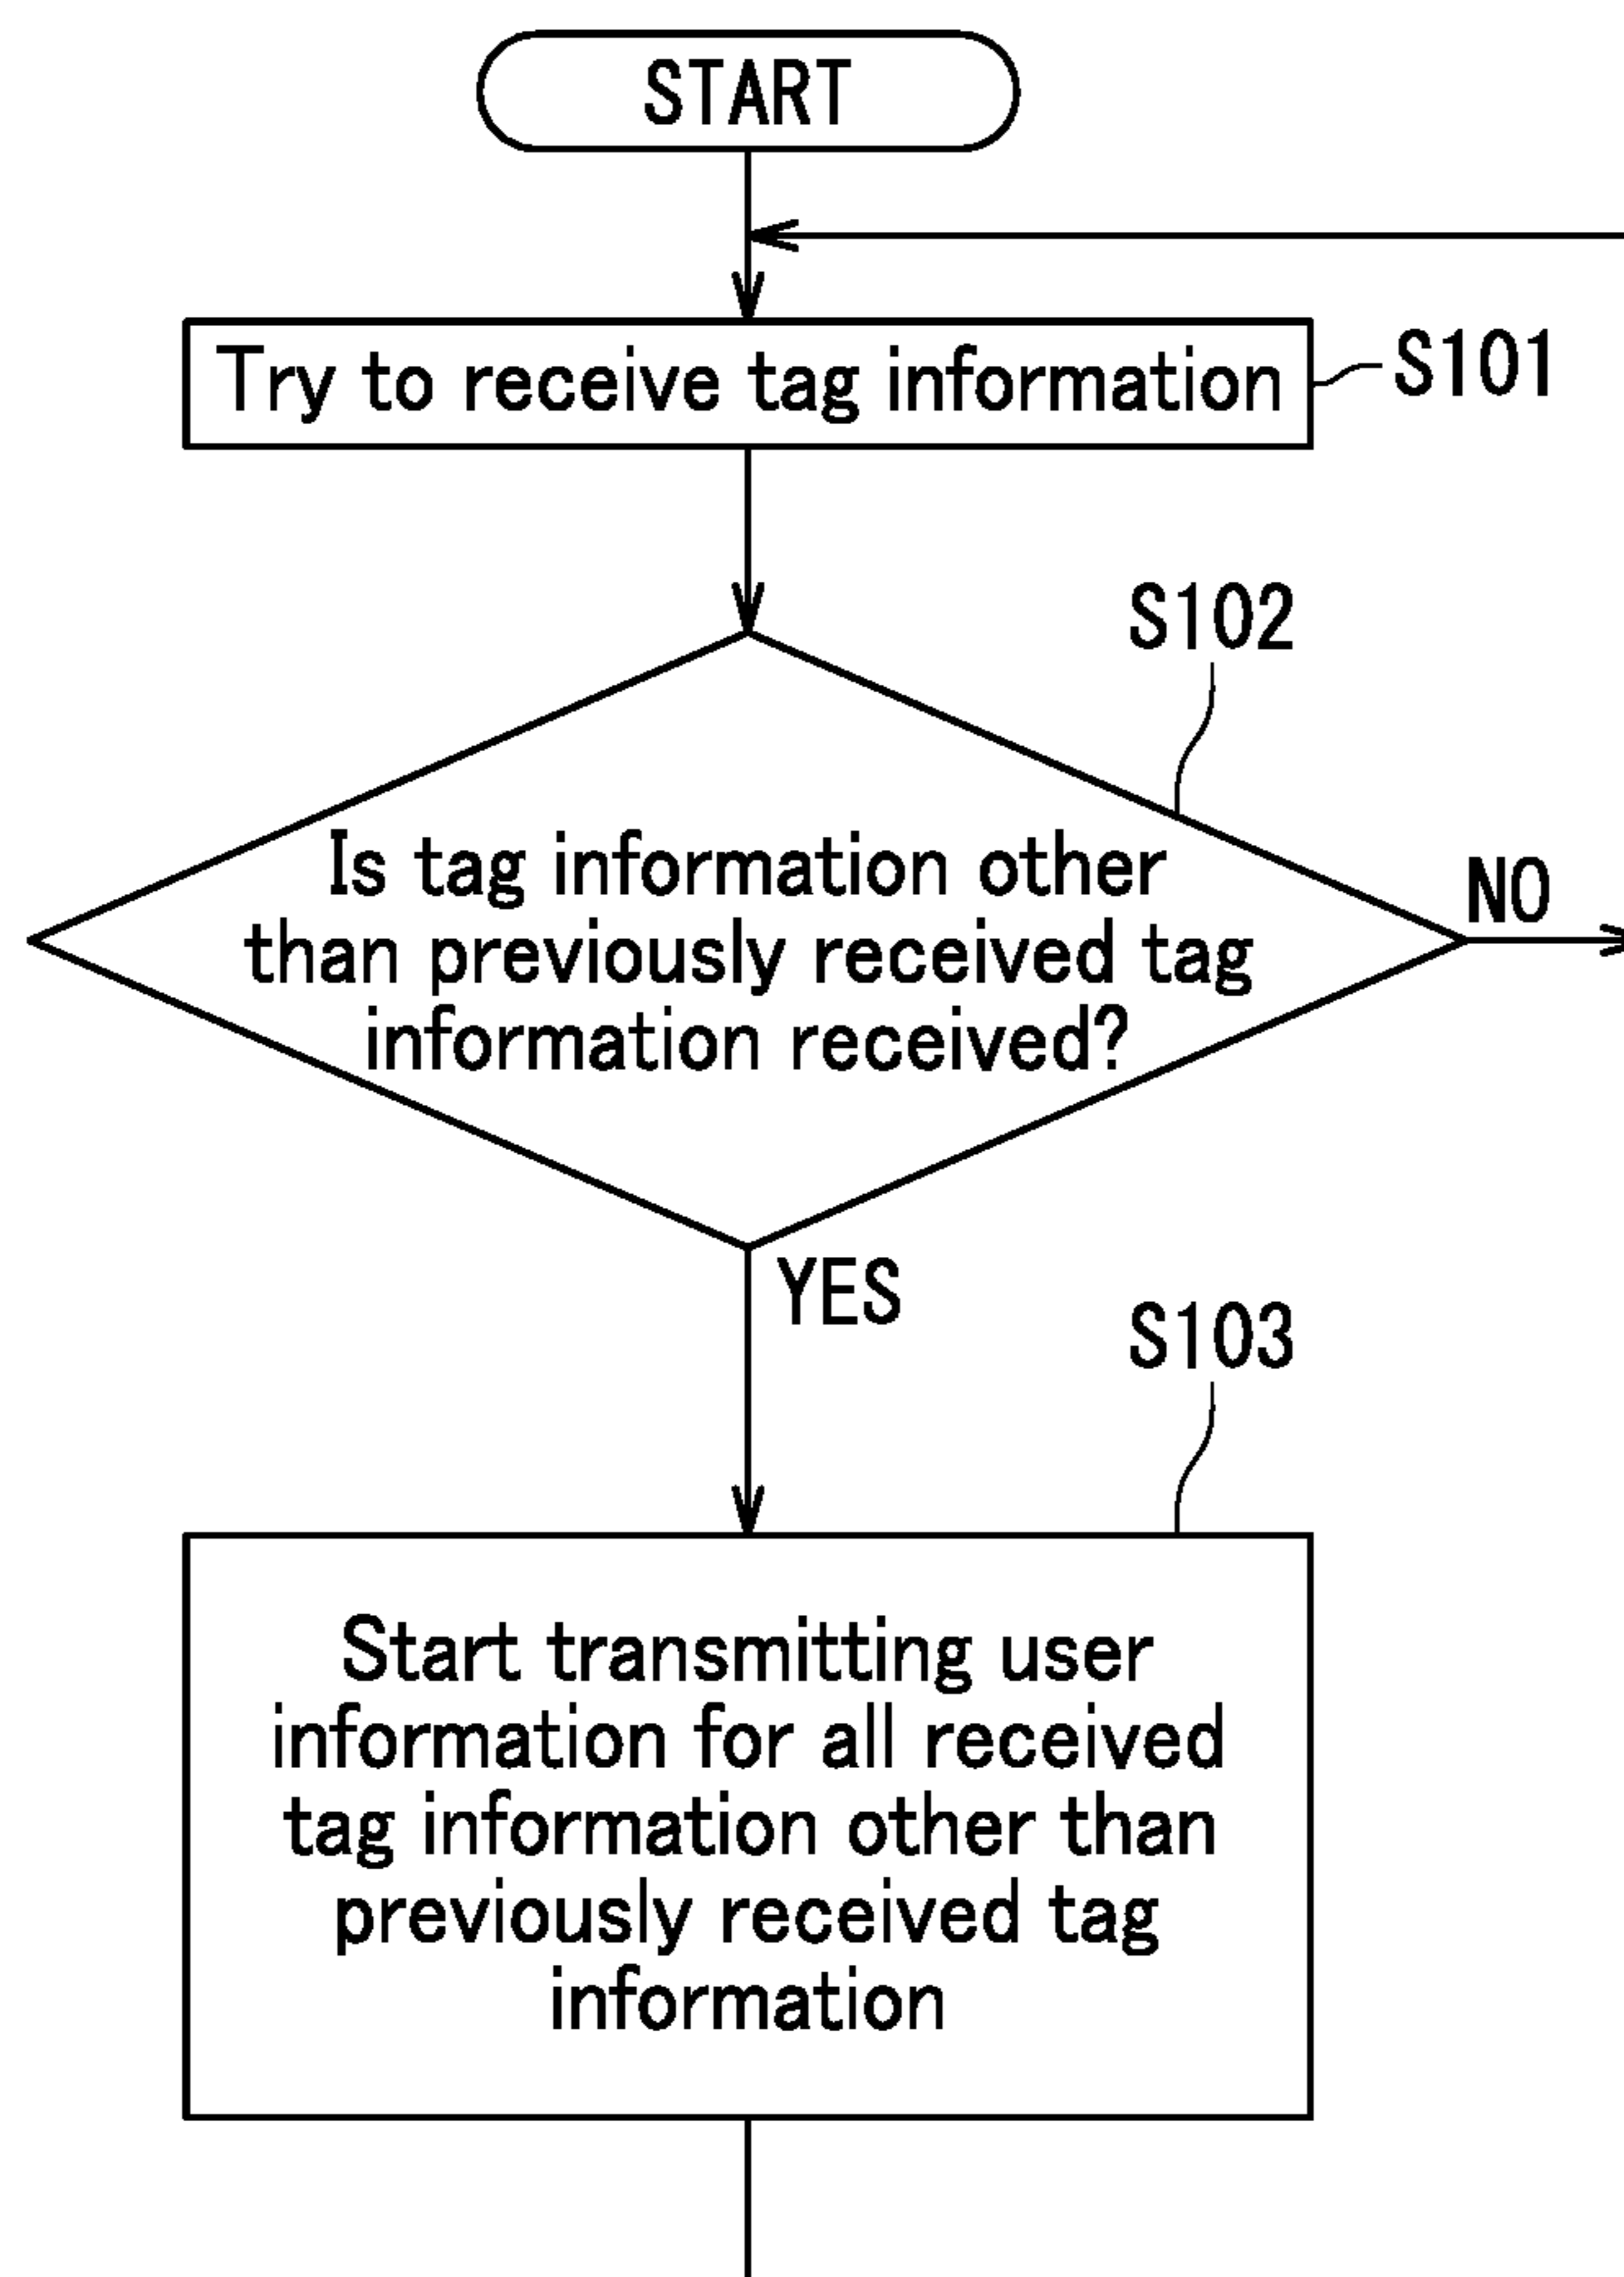 START
Try to receive tag information
S101
S102
Is tag information other
than previously received tag
information received?
NO
YES
S103
Start transmitting user
information for all received
tag information other than
previously received tag
information